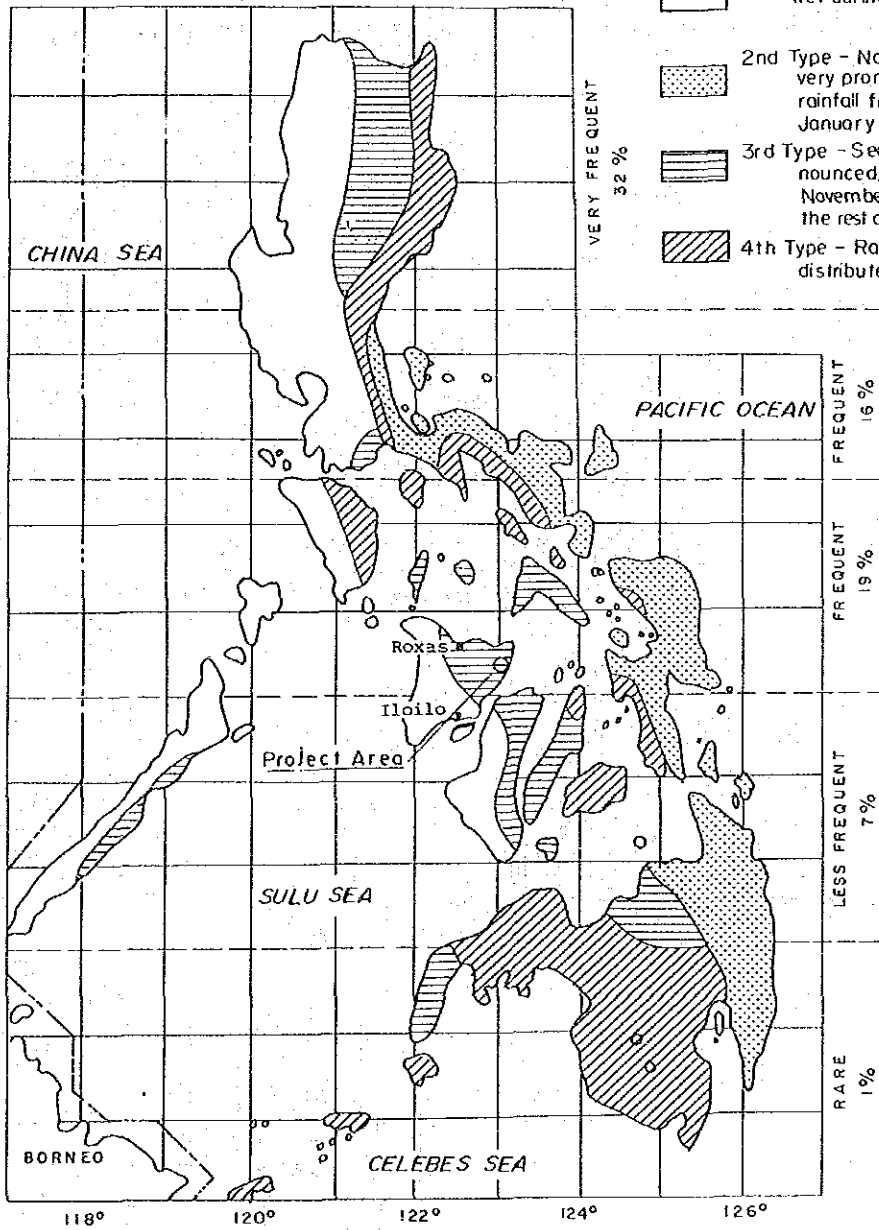 2nd Type - No
very pron
rainfall fr
January
3rd Type - Sea
nounced,
November
the rest o
4th Type - Ra
distribute
VERY FREQUENT
32 %
CHINA SEA
PACIFIC OCEAN
FREQUENT
16 %
FREQUENT
19 %
Roxas
Iloilo
Project Area
LESS FREQUENT
7 %
SULU SEA
RARE
1 %
BORNEO
CELEBES SEA
118° 120° 122° 124° 126°